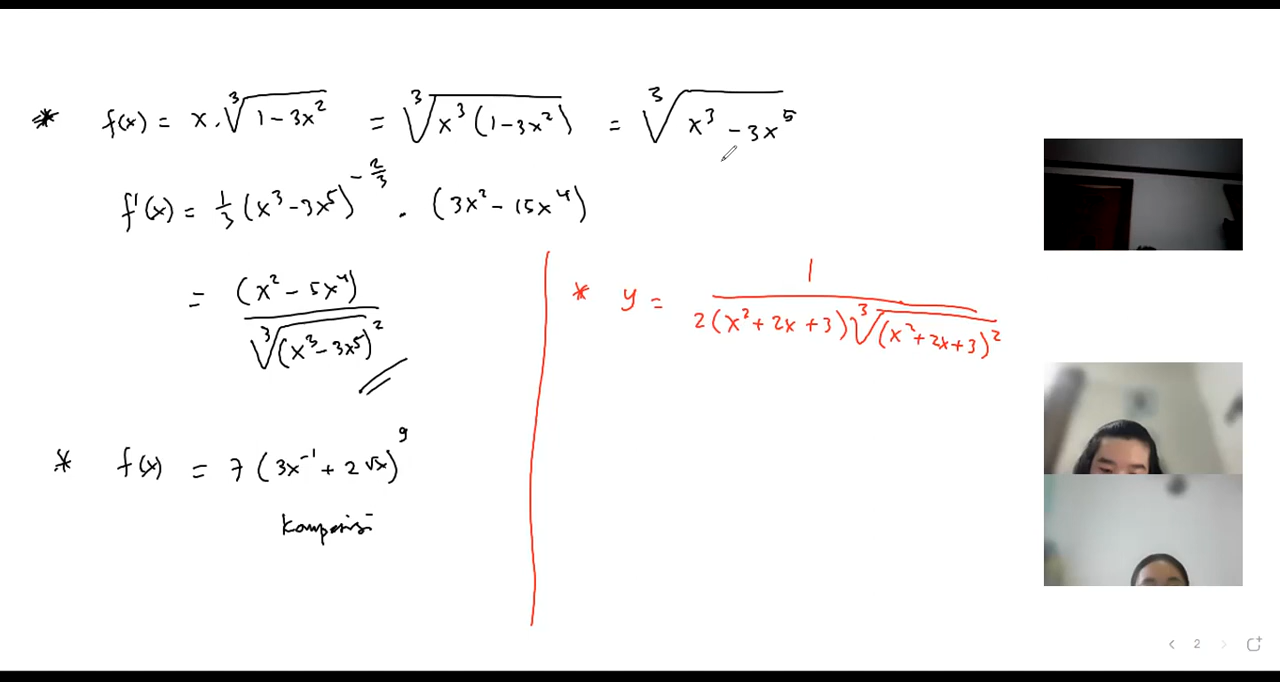 * f(x) = x . ∛(1 - 3x²) = ∛(x³ (1 - 3x²)) = ∛(x³ - 3x⁵)
f'(x) = 1/3 (x³ - 3x⁵)^(-2/3) . (3x² - 15x⁴)
= (x² - 5x⁴) / ∛(x³ - 3x⁵)²
* f(x) = 7 (3x⁻¹ + 2√x)⁹
Komposisi
* y = 1 / 2(x² + 2x + 3) ∛(x² + 2x + 3)²
2